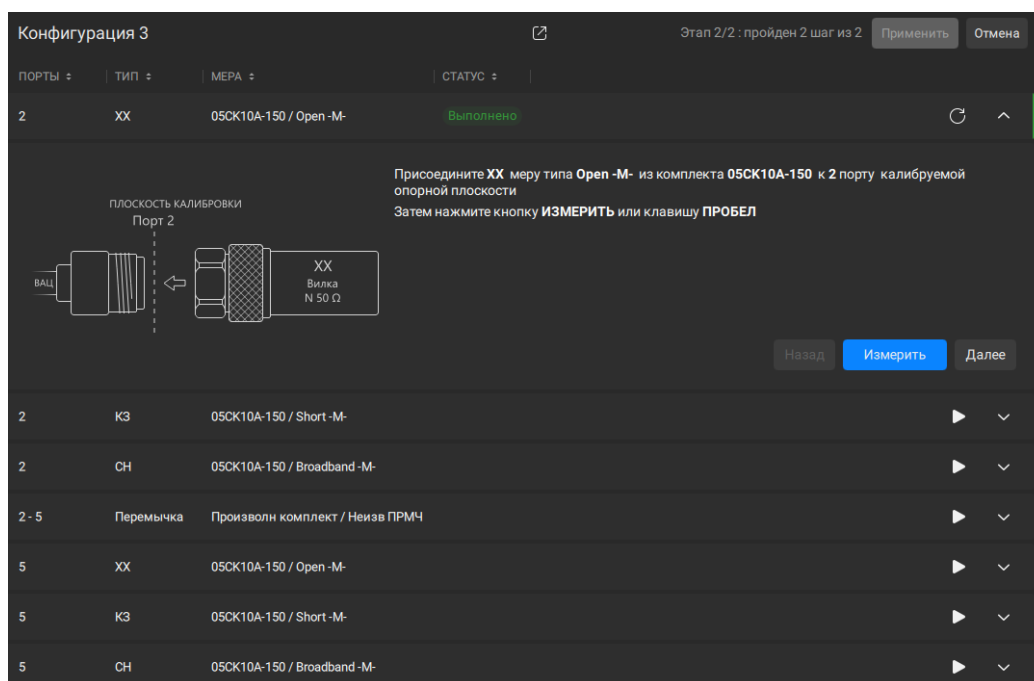 Конфигурация 3
Этап 2/2 : пройден 2 шаг из 2 Применить Отмена
ПОРТЫ ТИП МЕРА СТАТУС
2 ХХ 05CK10A-150 / Open -M- Выполнено
Присоедините ХХ меру типа Open -M- из комплекта 05CK10A-150 к 2 порту калибруемой
опорной плоскости
Затем нажмите кнопку ИЗМЕРИТЬ или клавишу ПРОБЕЛ
ПЛОСКОСТЬ КАЛИБРОВКИ
Порт 2
ВАЦ
ХХ
Вилка
N 50 Ω
Назад Измерить Далее
2 КЗ 05CK10A-150 / Short -M-
2 СН 05CK10A-150 / Broadband -M-
2 - 5 Перемычка Произволн комплект / Неизв ПРМЧ
5 ХХ 05CK10A-150 / Open -M-
5 КЗ 05CK10A-150 / Short -M-
5 СН 05CK10A-150 / Broadband -M-